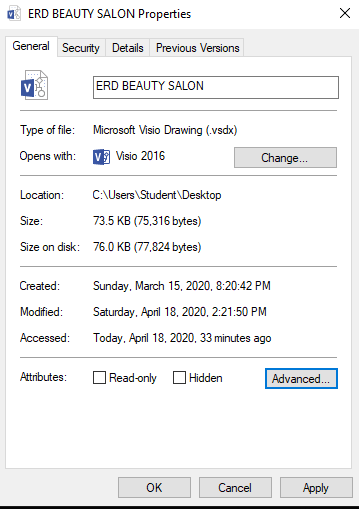 ERD BEAUTY SALON Properties
General Security Details Previous Versions
ERD BEAUTY SALON
Type of file: Microsoft Visio Drawing (.vsdx)
Opens with: Visio 2016 Change...
Location: C:\Users\Student\Desktop
Size: 73.5 KB (75,316 bytes)
Size on disk: 76.0 KB (77,824 bytes)
Created: Sunday, March 15, 2020, 8:20:42 PM
Modified: Saturday, April 18, 2020, 2:21:50 PM
Accessed: Today, April 18, 2020, 33 minutes ago
Attributes: Read-only Hidden Advanced...
OK Cancel Apply